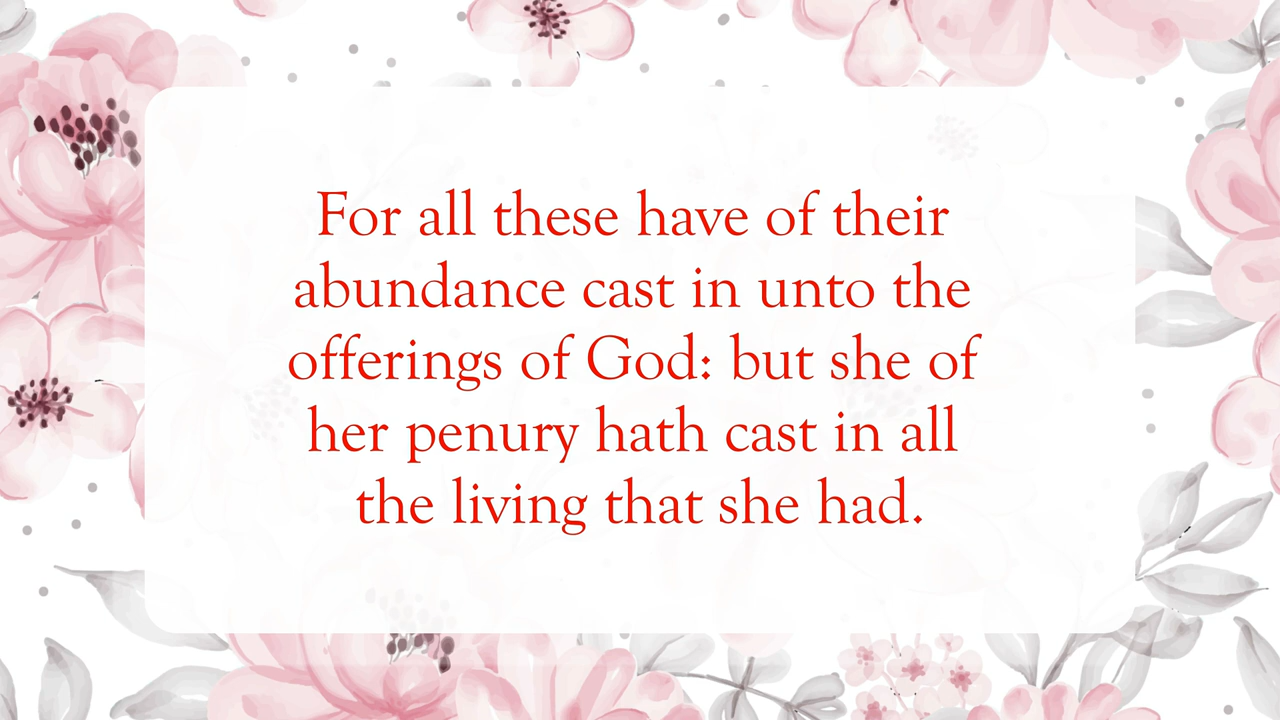 For all these have of their
abundance cast in unto the
offerings of God: but she of
her penury hath cast in all
the living that she had.